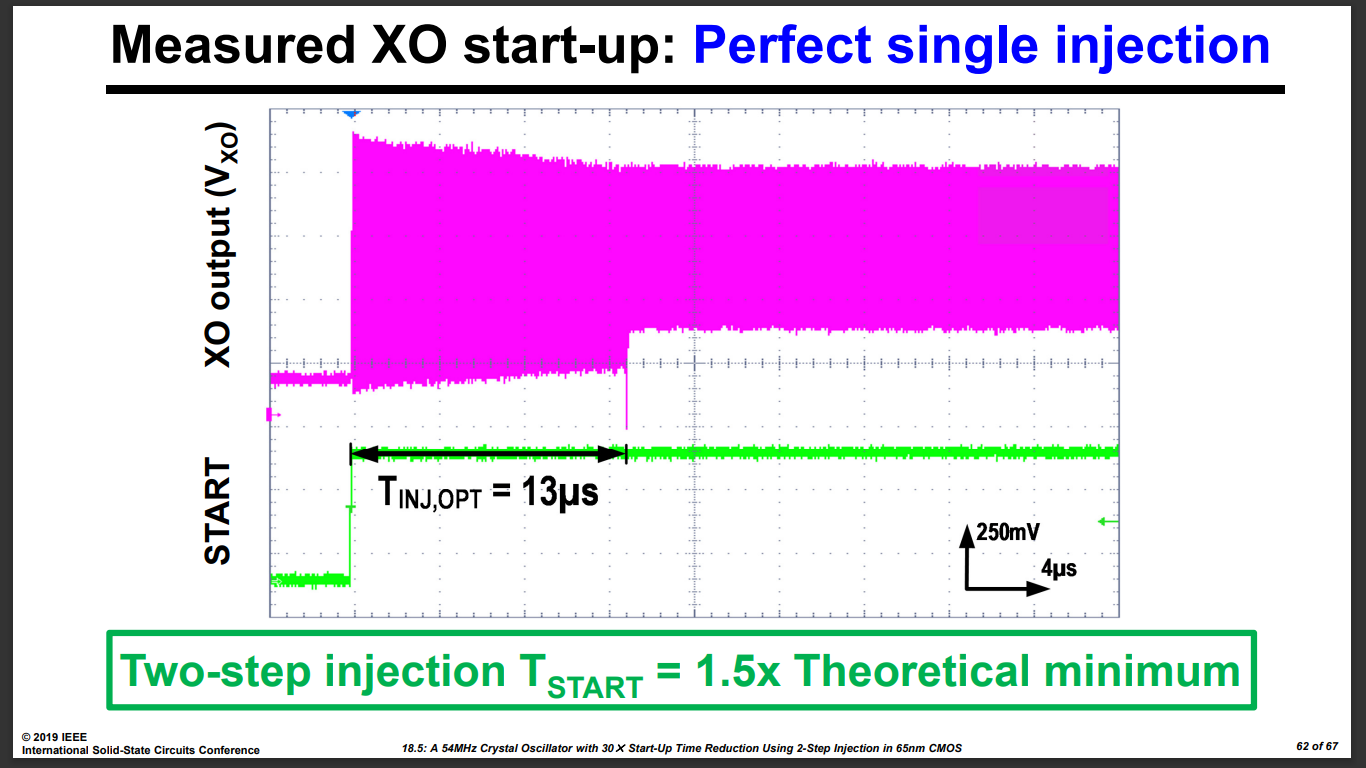 Measured XO start-up: Perfect single injection
XO output (VXO)
START
TINJ,OPT = 13µs
250mV
4µs
Two-step injection TSTART = 1.5x Theoretical minimum
© 2019 IEEE
International Solid-State Circuits Conference
18.5: A 54MHz Crystal Oscillator with 30✕ Start-Up Time Reduction Using 2-Step Injection in 65nm CMOS
62 of 67